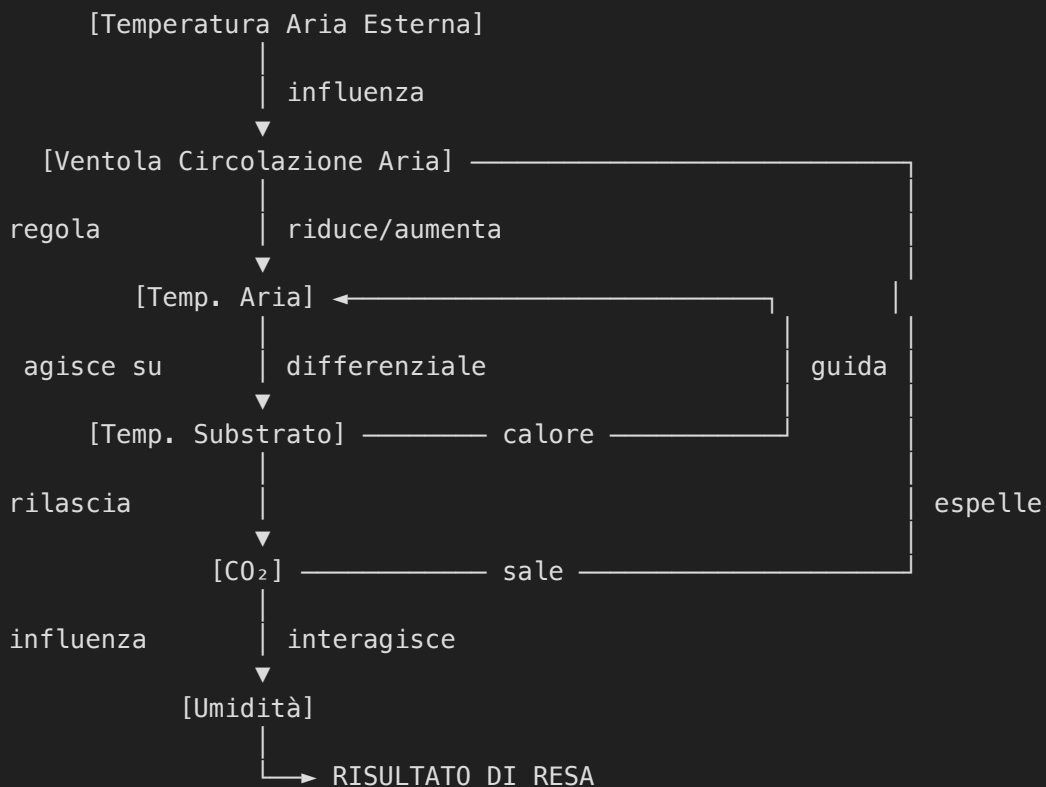 [Temperatura Aria Esterna]
influenza
[Ventola Circolazione Aria]
regola riduce/aumenta
[Temp. Aria]
agisce su differenziale guida
[Temp. Substrato] calore
rilascia espelle
[CO₂] sale
influenza interagisce
[Umidità]
RISULTATO DI RESA